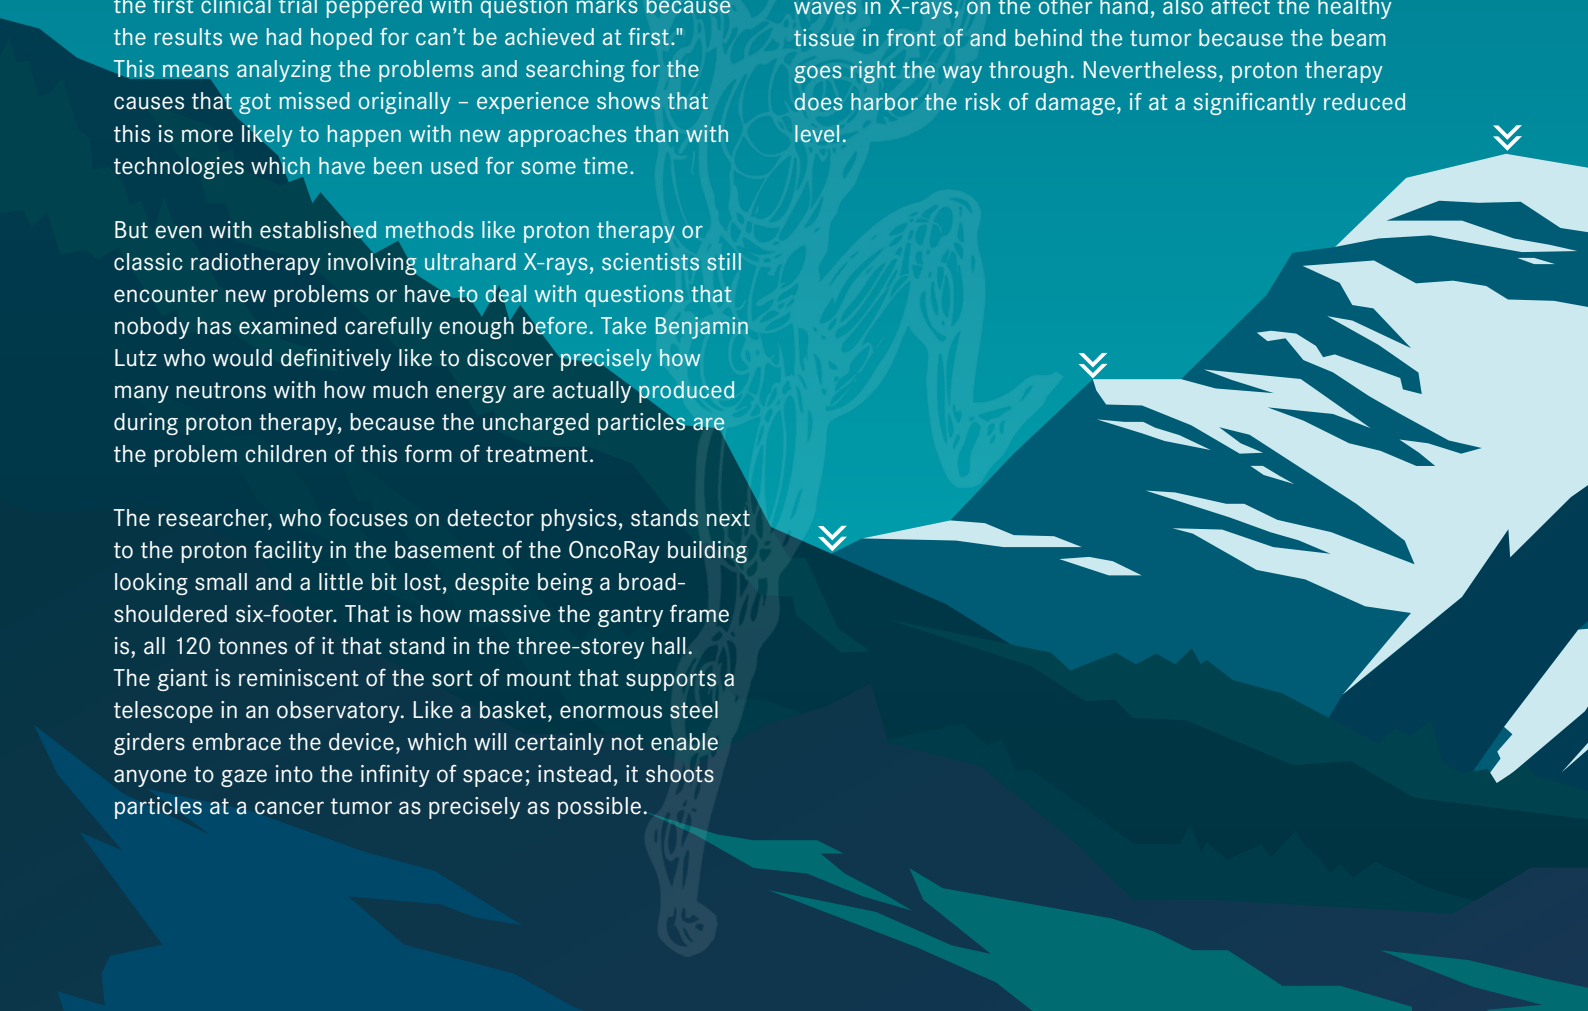 the first clinical trial peppered with question marks because
the results we had hoped for can’t be achieved at first."
This means analyzing the problems and searching for the
causes that got missed originally – experience shows that
this is more likely to happen with new approaches than with
technologies which have been used for some time.
But even with established methods like proton therapy or
classic radiotherapy involving ultrahard X-rays, scientists still
encounter new problems or have to deal with questions that
nobody has examined carefully enough before. Take Benjamin
Lutz who would definitively like to discover precisely how
many neutrons with how much energy are actually produced
during proton therapy, because the uncharged particles are
the problem children of this form of treatment.
The researcher, who focuses on detector physics, stands next
to the proton facility in the basement of the OncoRay building
looking small and a little bit lost, despite being a broad-
shouldered six-footer. That is how massive the gantry frame
is, all 120 tonnes of it that stand in the three-storey hall.
The giant is reminiscent of the sort of mount that supports a
telescope in an observatory. Like a basket, enormous steel
girders embrace the device, which will certainly not enable
anyone to gaze into the infinity of space; instead, it shoots
particles at a cancer tumor as precisely as possible.
waves in X-rays, on the other hand, also affect the healthy
tissue in front of and behind the tumor because the beam
goes right the way through. Nevertheless, proton therapy
does harbor the risk of damage, if at a significantly reduced
level.